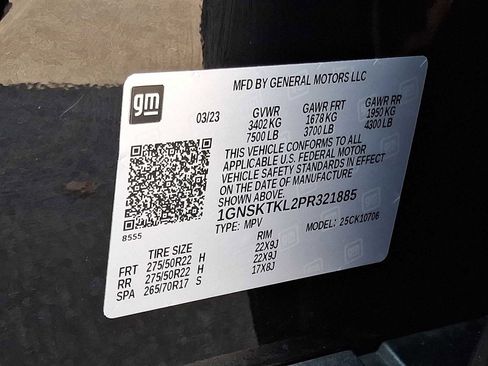 MFD BY GENERAL MOTORS LLC
gm
03/23 GVWR GAWR FRT GAWR RR
3402 KG 1678 KG 1950 KG
7500 LB 3700 LB 4300 LB
THIS VEHICLE CONFORMS TO ALL
APPLICABLE U.S. FEDERAL MOTOR
VEHICLE SAFETY STANDARDS IN EFFECT
ON THE DATE OF MANUFACTURE
SHOWN ABOVE.
1GNSKTKL2PR321885
TYPE: MPV MODEL: 25CK10706
8555
TIRE SIZE RIM
FRT 275/50R22 H 22X9J
RR 275/50R22 H 22X9J
SPA 265/70R17 S 17X8J